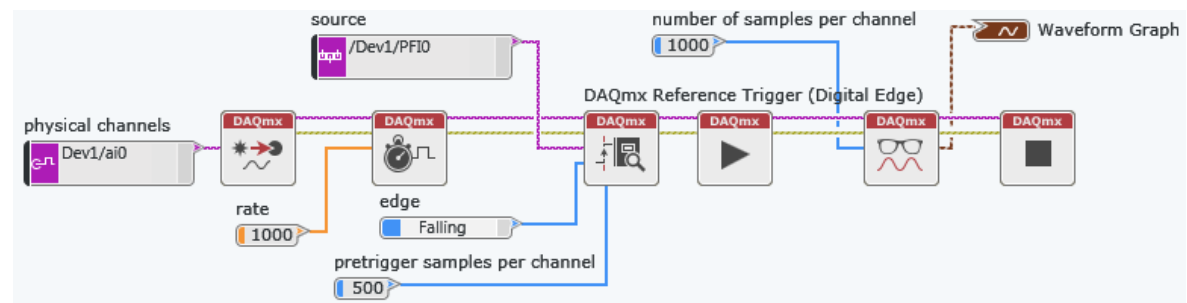 source
/Dev1/PFI0
number of samples per channel
1000
Waveform Graph
DAQmx Reference Trigger (Digital Edge)
physical channels
Dev1/ai0
DAQmx
DAQmx
DAQmx
DAQmx
DAQmx
DAQmx
rate
1000
edge
Falling
pretrigger samples per channel
500